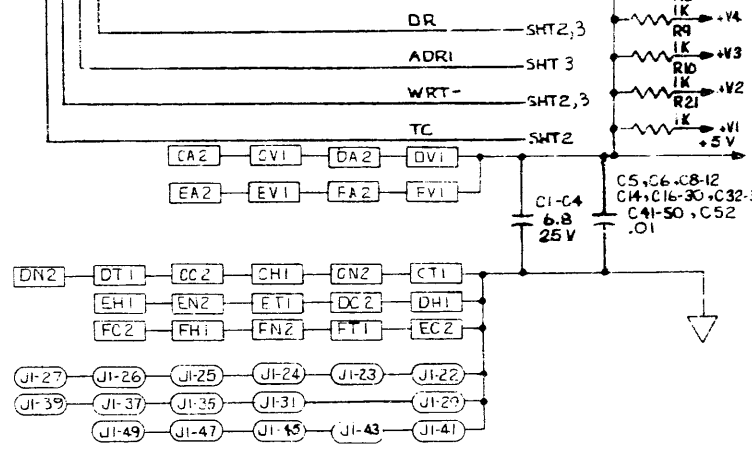 1K
+V4
DR
SHT2,3
R9
1K
+V3
ADR1
SHT 3
R10
1K
+V2
WRT-
SHT2,3
R21
1K
+V1
TC
SHT2
+5V
CA2 CV1 DA2 DV1
EA2 EV1 FA2 FV1
C5,C6,C8-12
C14,C16-30,C32-
C41-50,C52
.01
C1-C4
6.8
25V
DN2 DT1 CC2 CH1 CN2 CT1
EH1 EN2 ET1 DC2 DH1
FC2 FH1 FN2 FT1 EC2
J1-27 J1-26 J1-25 J1-24 J1-23 J1-22
J1-39 J1-37 J1-35 J1-31 J1-29
J1-49 J1-47 J1-45 J1-43 J1-41